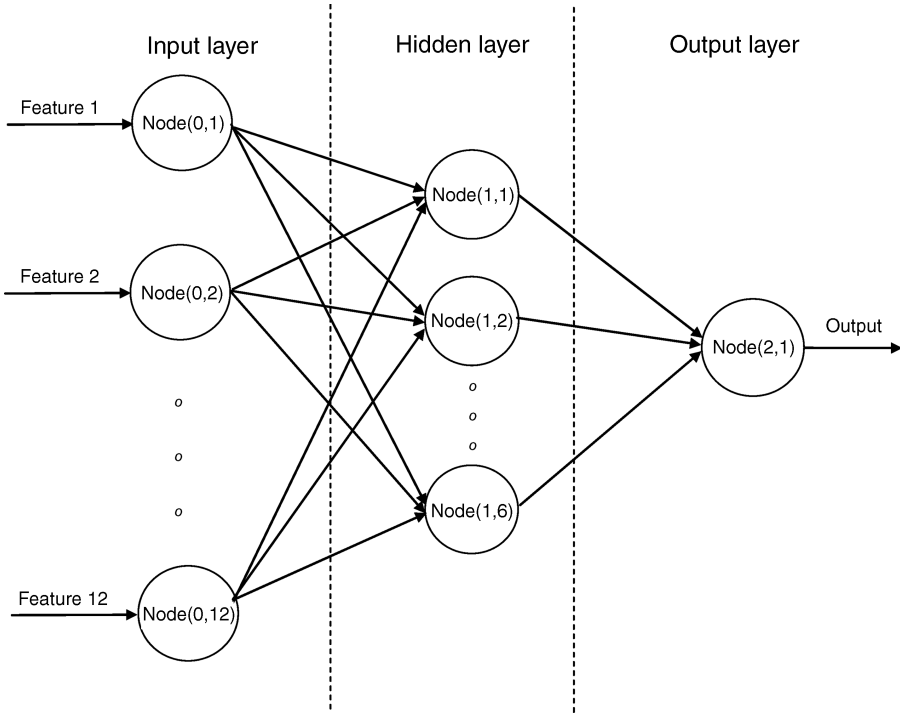 Input layer
Hidden layer
Output layer
Feature 1
Node(0,1)
Node(1,1)
Feature 2
Node(0,2)
Node(1,2)
Output
Node(2,1)
o
o
o
o
o
o
Node(1,6)
Feature 12
Node(0,12)